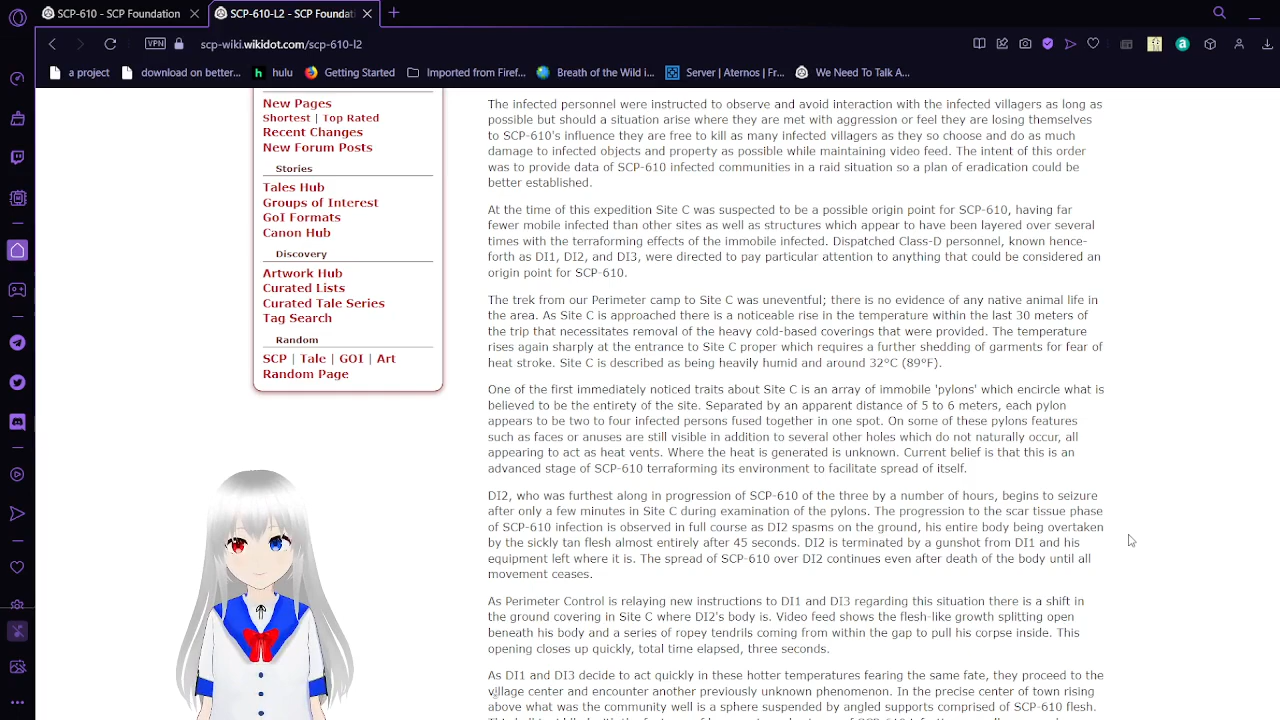 SCP-610 - SCP Foundation
SCP-610-L2 - SCP Foundati
VPN
scp-wiki.wikidot.com/scp-610-l2
a project
download on better...
hulu
Getting Started
Imported from Firef...
Breath of the Wild i...
Server | Aternos | Fr...
We Need To Talk A...
New Pages
Shortest | Top Rated
Recent Changes
New Forum Posts
Stories
Tales Hub
Groups of Interest
GoI Formats
Canon Hub
Discovery
Artwork Hub
Curated Lists
Curated Tale Series
Tag Search
Random
SCP | Tale | GOI | Art
Random Page
The infected personnel were instructed to observe and avoid interaction with the infected villagers as long as
possible but should a situation arise where they are met with aggression or feel they are losing themselves
to SCP-610's influence they are free to kill as many infected villagers as they so choose and do as much
damage to infected objects and property as possible while maintaining video feed. The intent of this order
was to provide data of SCP-610 infected communities in a raid situation so a plan of eradication could be
better established.
At the time of this expedition Site C was suspected to be a possible origin point for SCP-610, having far
fewer mobile infected than other sites as well as structures which appear to have been layered over several
times with the terraforming effects of the immobile infected. Dispatched Class-D personnel, known hence-
forth as DI1, DI2, and DI3, were directed to pay particular attention to anything that could be considered an
origin point for SCP-610.
The trek from our Perimeter camp to Site C was uneventful; there is no evidence of any native animal life in
the area. As Site C is approached there is a noticeable rise in the temperature within the last 30 meters of
the trip that necessitates removal of the heavy cold-based coverings that were provided. The temperature
rises again sharply at the entrance to Site C proper which requires a further shedding of garments for fear of
heat stroke. Site C is described as being heavily humid and around 32°C (89°F).
One of the first immediately noticed traits about Site C is an array of immobile 'pylons' which encircle what is
believed to be the entirety of the site. Separated by an apparent distance of 5 to 6 meters, each pylon
appears to be two to four infected persons fused together in one spot. On some of these pylons features
such as faces or anuses are still visible in addition to several other holes which do not naturally occur, all
appearing to act as heat vents. Where the heat is generated is unknown. Current belief is that this is an
advanced stage of SCP-610 terraforming its environment to facilitate spread of itself.
DI2, who was furthest along in progression of SCP-610 of the three by a number of hours, begins to seizure
after only a few minutes in Site C during examination of the pylons. The progression to the scar tissue phase
of SCP-610 infection is observed in full course as DI2 spasms on the ground, his entire body being overtaken
by the sickly tan flesh almost entirely after 45 seconds. DI2 is terminated by a gunshot from DI1 and his
equipment left where it is. The spread of SCP-610 over DI2 continues even after death of the body until all
movement ceases.
As Perimeter Control is relaying new instructions to DI1 and DI3 regarding this situation there is a shift in
the ground covering in Site C where DI2's body is. Video feed shows the flesh-like growth splitting open
beneath his body and a series of ropey tendrils coming from within the gap to pull his corpse inside. This
opening closes up quickly, total time elapsed, three seconds.
As DI1 and DI3 decide to act quickly in these hotter temperatures fearing the same fate, they proceed to the
village center and encounter another previously unknown phenomenon. In the precise center of town rising
above what was the community well is a sphere suspended by angled supports comprised of SCP-610 flesh.